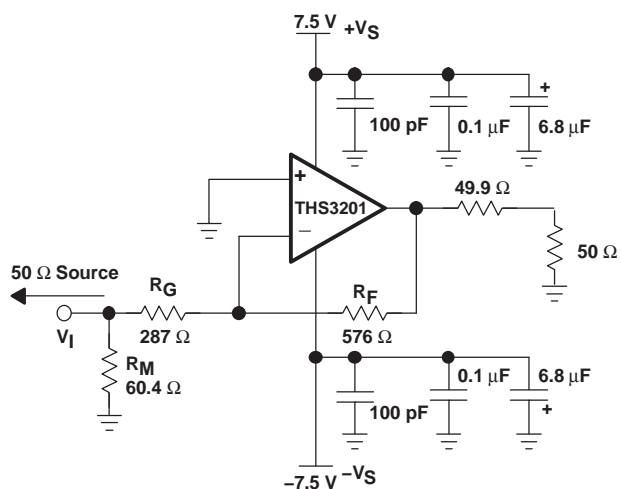 7.5 V
+VS
+
100 pF
0.1 μF
6.8 μF
+
THS3201
−
49.9 Ω
50 Ω
50 Ω Source
RG
RF
VI
287 Ω
576 Ω
RM
60.4 Ω
0.1 μF
6.8 μF
100 pF
+
−7.5 V
−VS